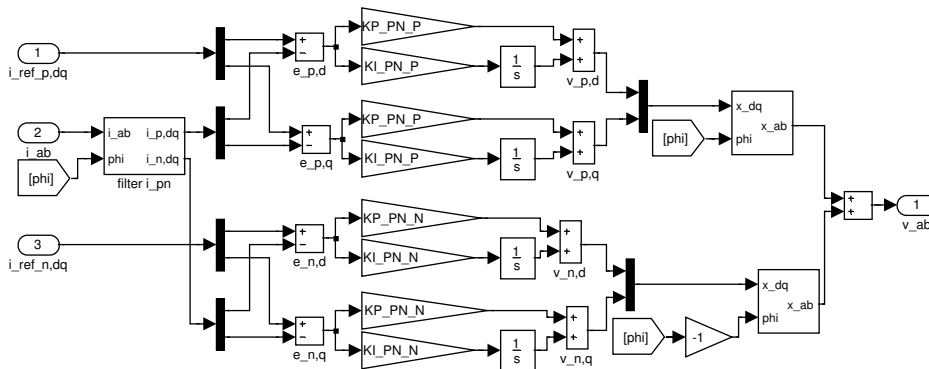 1
i_ref_p,dq
2
i_ab
[phi]
i_ab
phi
i_p,dq
i_n,dq
filter i_pn
3
i_ref_n,dq
+
−
e_p,d
KP_PN_P
KI_PN_P
1
s
+
+
v_p,d
+
−
e_p,q
KP_PN_P
KI_PN_P
1
s
+
+
v_p,q
+
−
e_n,d
KP_PN_N
KI_PN_N
1
s
+
+
v_n,d
+
−
e_n,q
KP_PN_N
KI_PN_N
1
s
+
+
v_n,q
[phi]
x_dq
phi
x_ab
[phi]
-1
x_dq
phi
x_ab
+
+
1
v_ab